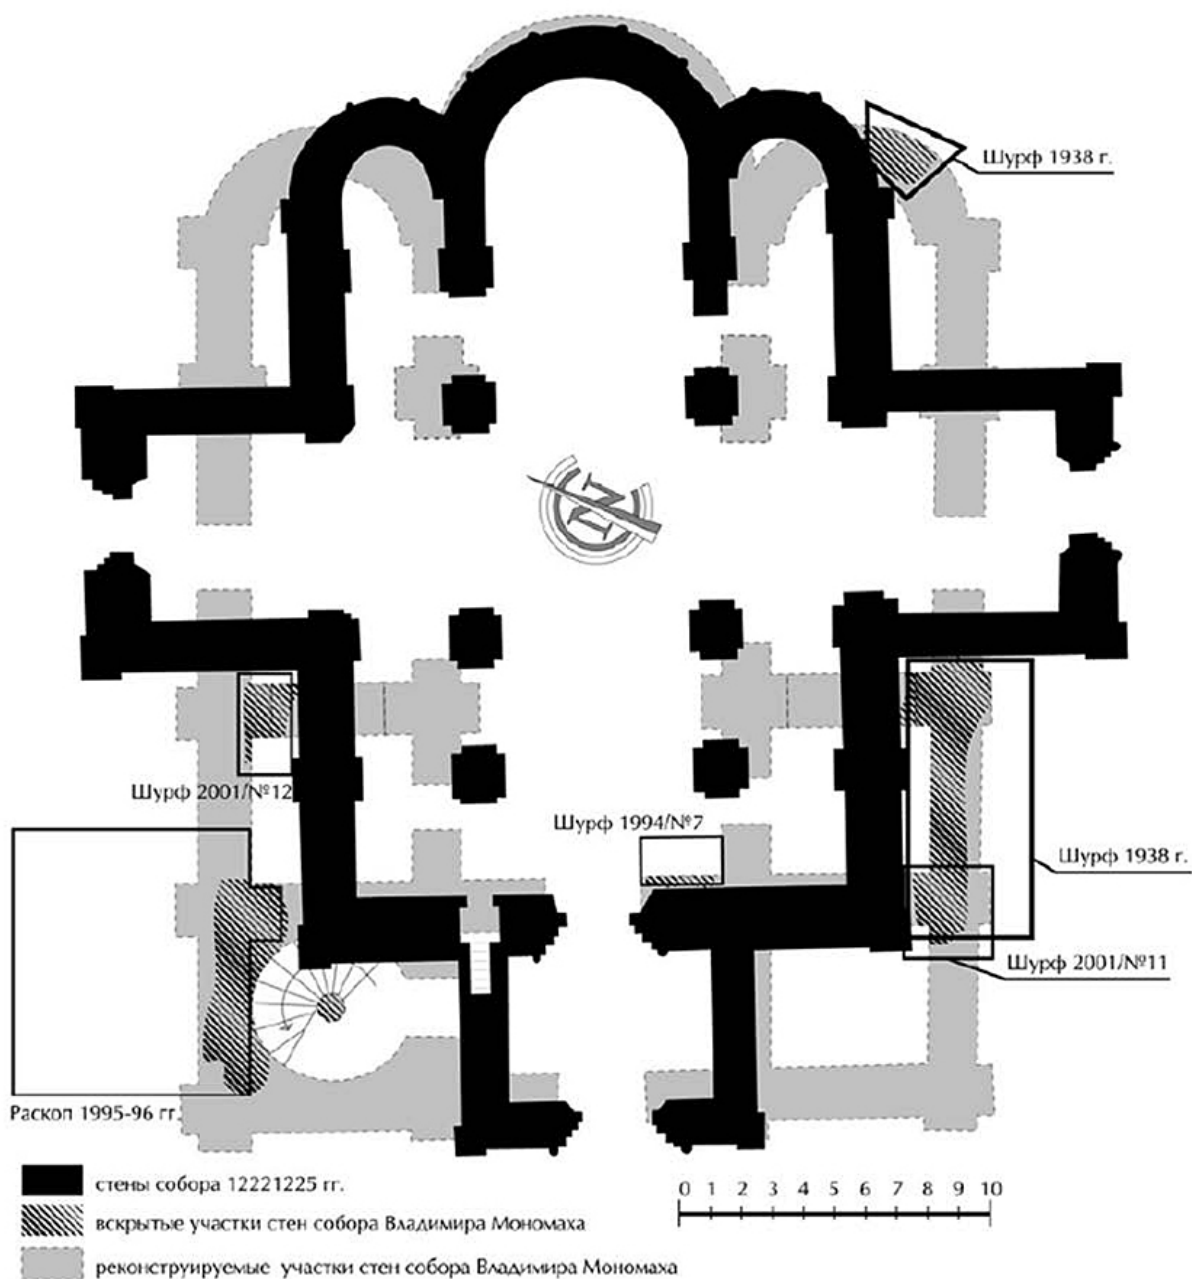 Шурф 1938 г.
N
Шурф 2001/№12
Шурф 1994/№7
Шурф 1938 г.
Шурф 2001/№11
Раскоп 1995-96 гг.
стены собора 12221225 гг.
0 1 2 3 4 5 6 7 8 9 10
вскрытые участки стен собора Владимира Мономаха
реконструируемые участки стен собора Владимира Мономаха